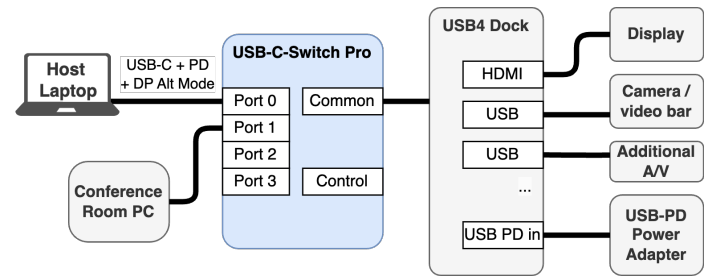 Host
Laptop
USB-C + PD
+ DP Alt Mode
Conference
Room PC
USB-C-Switch Pro
Port 0
Port 1
Port 2
Port 3
Common
Control
USB4 Dock
HDMI
USB
USB
...
USB PD in
Display
Camera /
video bar
Additional
A/V
USB-PD
Power
Adapter